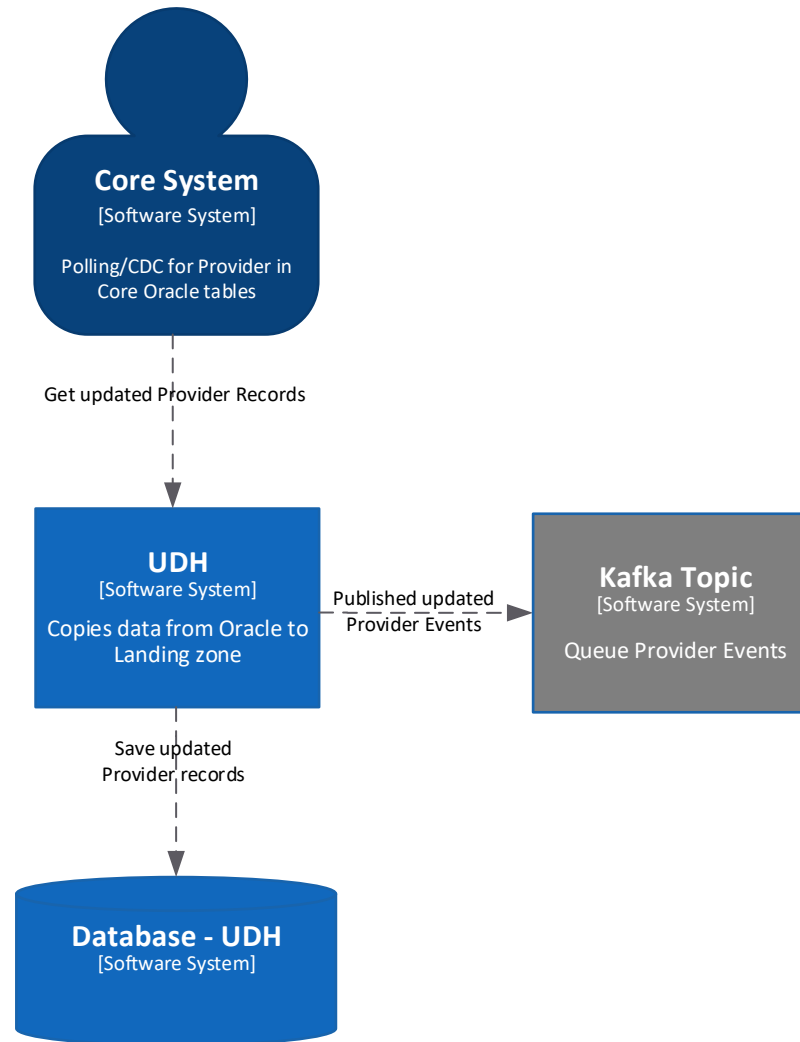 Core System
[Software System]
Polling/CDC for Provider in
Core Oracle tables
Get updated Provider Records
UDH
[Software System]
Copies data from Oracle to
Landing zone
Published updated
Provider Events
Kafka Topic
[Software System]
Queue Provider Events
Save updated
Provider records
Database - UDH
[Software System]